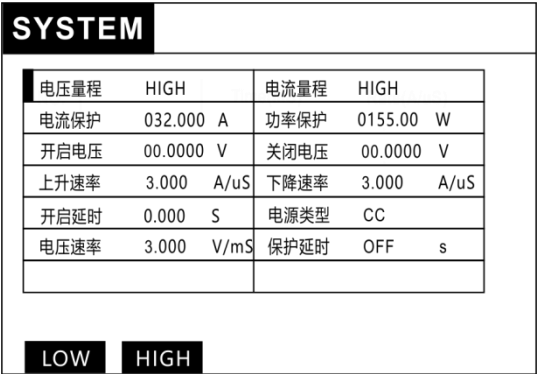 SYSTEM
电压量程 HIGH 电流量程 HIGH
电流保护 032.000 A 功率保护 0155.00 W
开启电压 00.0000 V 关闭电压 00.0000 V
上升速率 3.000 A/uS 下降速率 3.000 A/uS
开启延时 0.000 S 电源类型 CC
电压速率 3.000 V/mS 保护延时 OFF s
LOW HIGH